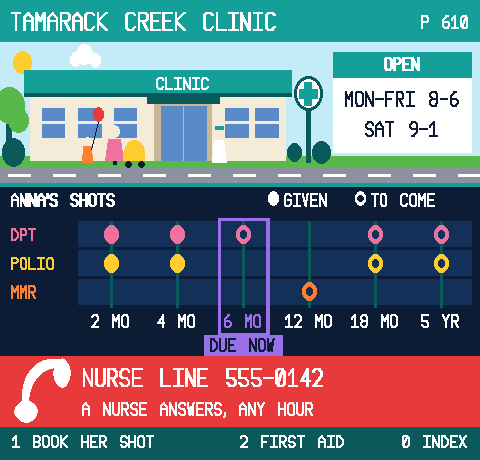 TAMARACK CREEK CLINIC P 610
CLINIC
OPEN
MON-FRI 8-6
SAT 9-1
ANNA'S SHOTS GIVEN TO COME
DPT
POLIO
MMR
2 MO 4 MO 6 MO 12 MO 18 MO 5 YR
DUE NOW
NURSE LINE 555-0142
A NURSE ANSWERS, ANY HOUR
1 BOOK HER SHOT 2 FIRST AID 0 INDEX